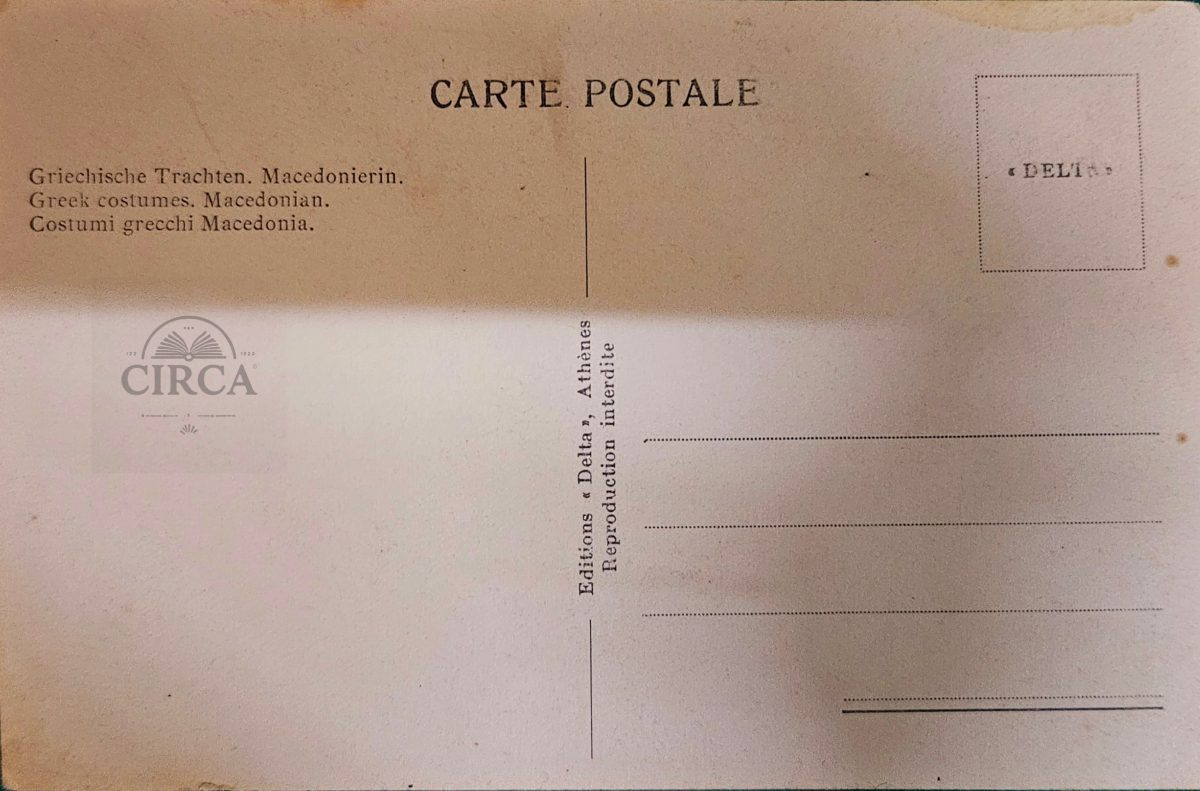 CARTE POSTALE
Griechische Trachten. Macedonierin.
Greek costumes. Macedonian.
Costumi grecchi Macedonia.
« DELTA »
Editions « Delta », Athènes
Reproduction interdite
CIRCA